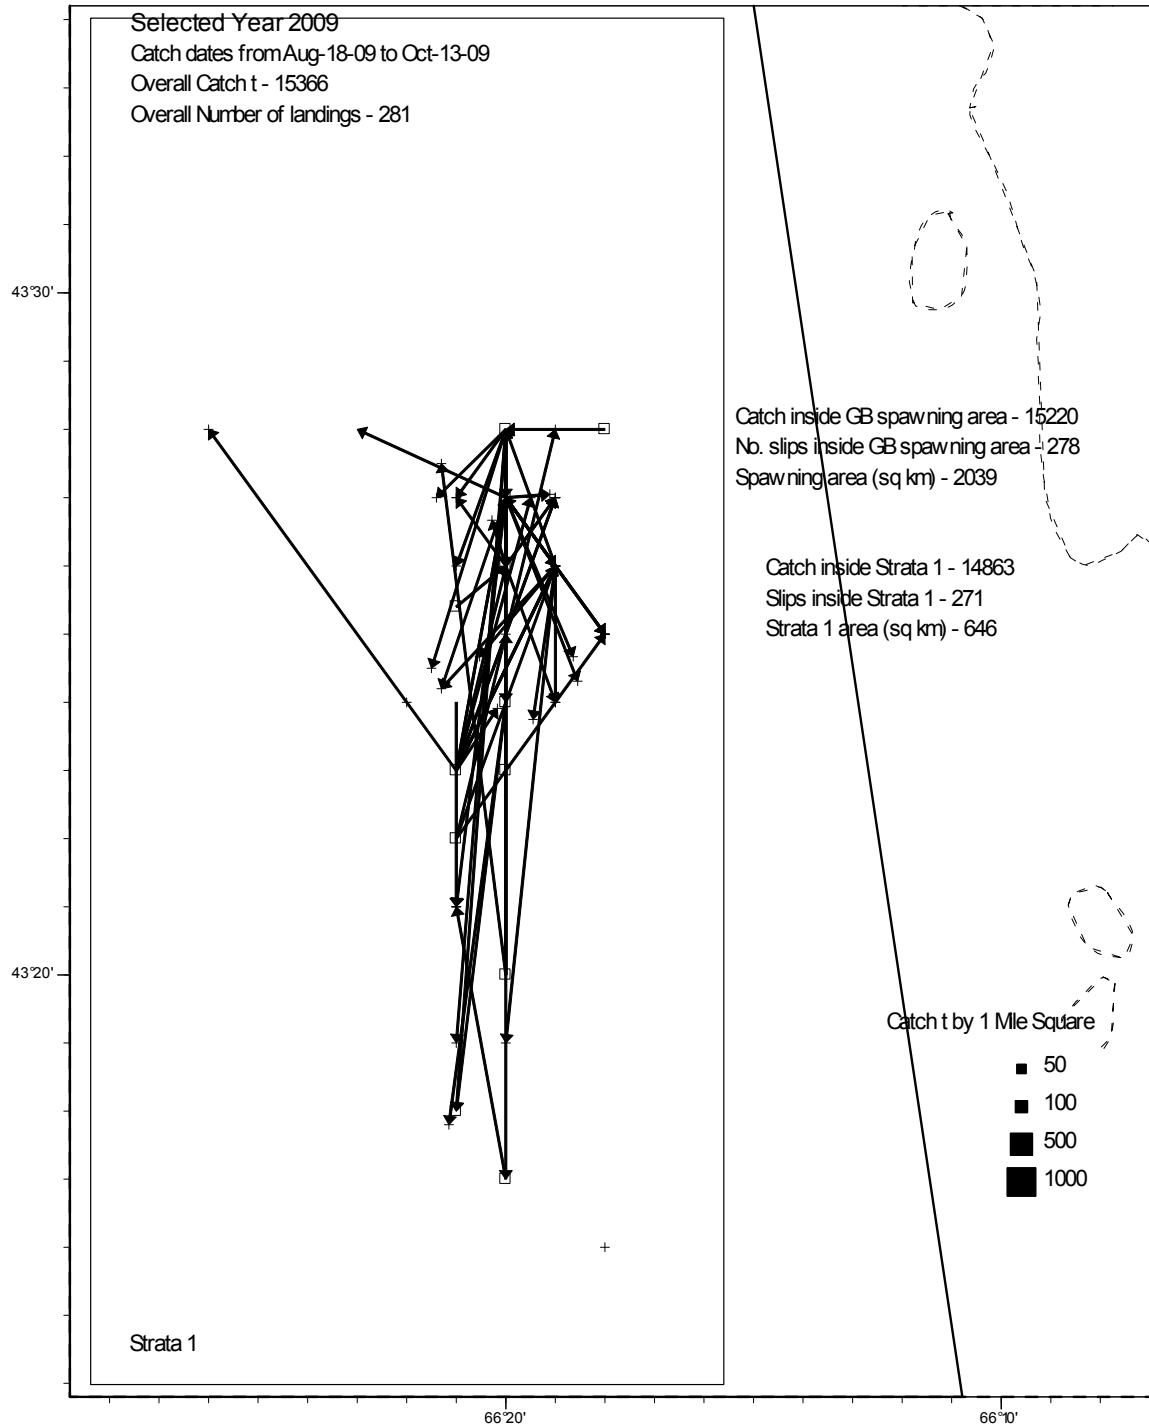 Selected Year 2009
Catch dates from Aug-18-09 to Oct-13-09
Overall Catch t - 15366
Overall Number of landings - 281
43°30'
Catch inside GB spawning area - 15220
No. slips inside GB spawning area - 278
Spawning area (sq km) - 2039
Catch inside Strata 1 - 14863
Slips inside Strata 1 - 271
Strata 1 area (sq km) - 646
43°20'
Catch t by 1 Mile Square
50
100
500
1000
Strata 1
66°20'
66°10'